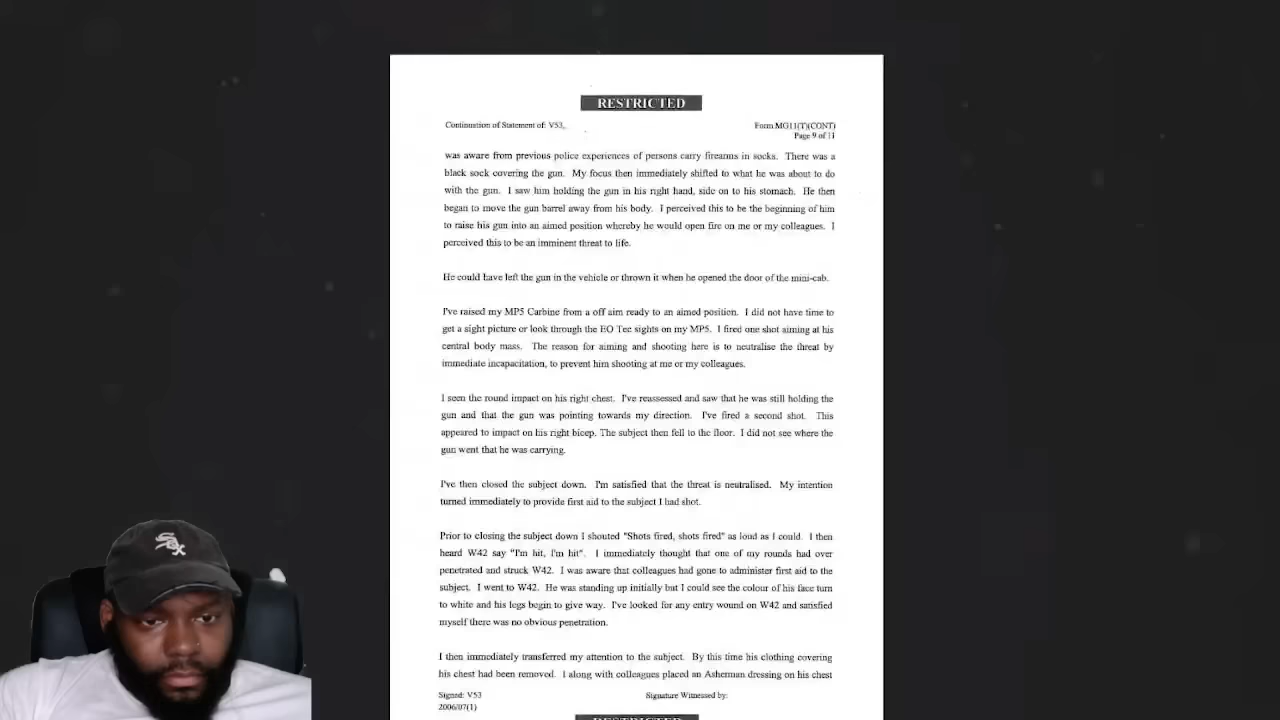 RESTRICTED
Continuation of Statement of: V53,
Form MG11(T)(CONT)
Page 9 of 11
was aware from previous police experiences of persons carry firearms in socks. There was a
black sock covering the gun. My focus then immediately shifted to what he was about to do
with the gun. I saw him holding the gun in his right hand, side on to his stomach. He then
began to move the gun barrel away from his body. I perceived this to be the beginning of him
to raise his gun into an aimed position whereby he would open fire on me or my colleagues. I
perceived this to be an imminent threat to life.
He could have left the gun in the vehicle or thrown it when he opened the door of the mini-cab.
I've raised my MP5 Carbine from a off aim ready to an aimed position. I did not have time to
get a sight picture or look through the EO Tec sights on my MP5. I fired one shot aiming at his
central body mass. The reason for aiming and shooting here is to neutralise the threat by
immediate incapacitation, to prevent him shooting at me or my colleagues.
I seen the round impact on his right chest. I've reassessed and saw that he was still holding the
gun and that the gun was pointing towards my direction. I've fired a second shot. This
appeared to impact on his right bicep. The subject then fell to the floor. I did not see where the
gun went that he was carrying.
I've then closed the subject down. I'm satisfied that the threat is neutralised. My intention
turned immediately to provide first aid to the subject I had shot.
Prior to closing the subject down I shouted "Shots fired, shots fired" as loud as I could. I then
heard W42 say "I'm hit, I'm hit". I immediately thought that one of my rounds had over
penetrated and struck W42. I was aware that colleagues had gone to administer first aid to the
subject. I went to W42. He was standing up initially but I could see the colour of his face turn
to white and his legs begin to give way. I've looked for any entry wound on W42 and satisfied
myself there was no obvious penetration.
I then immediately transferred my attention to the subject. By this time his clothing covering
his chest had been removed. I along with colleagues placed an Asherman dressing on his chest
Signed: V53
Signature Witnessed by:
2006/07(1)
RESTRICTED
SOX